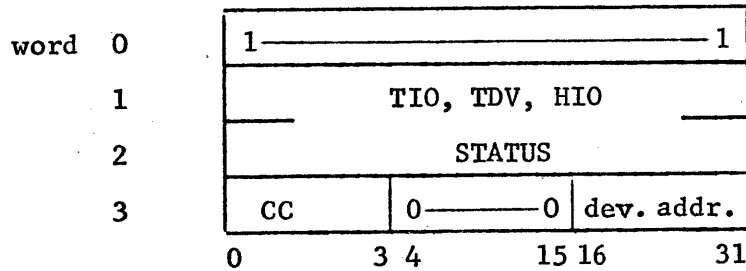 word 0 1 1
1 TIO, TDV, HIO
2 STATUS
3 CC 0 0 dev. addr.
0 3 4 15 16 31